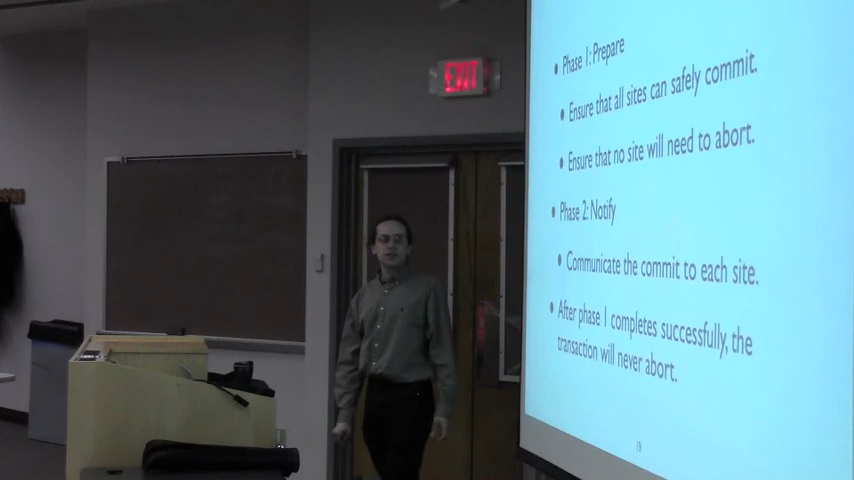 EXIT
• Phase 1: Prepare
• Ensure that all sites can safely commit.
• Ensure that no site will need to abort.
• Phase 2: Notify
• Communicate the commit to each site.
• After phase 1 completes successfully, the
transaction will never abort.
19